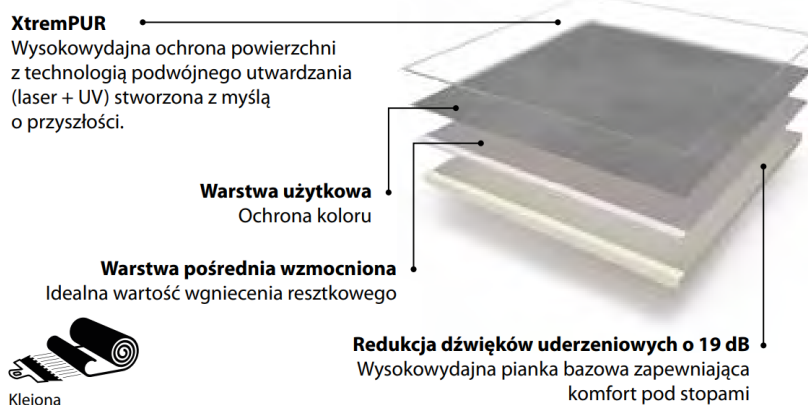 XtremPUR
Wysokowydajna ochrona powierzchni
z technologią podwójnego utwardzania
(laser + UV) stworzona z myślą
o przyszłości.
Warstwa użytkowa
Ochrona koloru
Warstwa pośrednia wzmocniona
Idealna wartość wgniecenia resztkowego
Redukcja dźwięków uderzeniowych o 19 dB
Wysokowydajna pianka bazowa zapewniająca
komfort pod stopami
Klejona